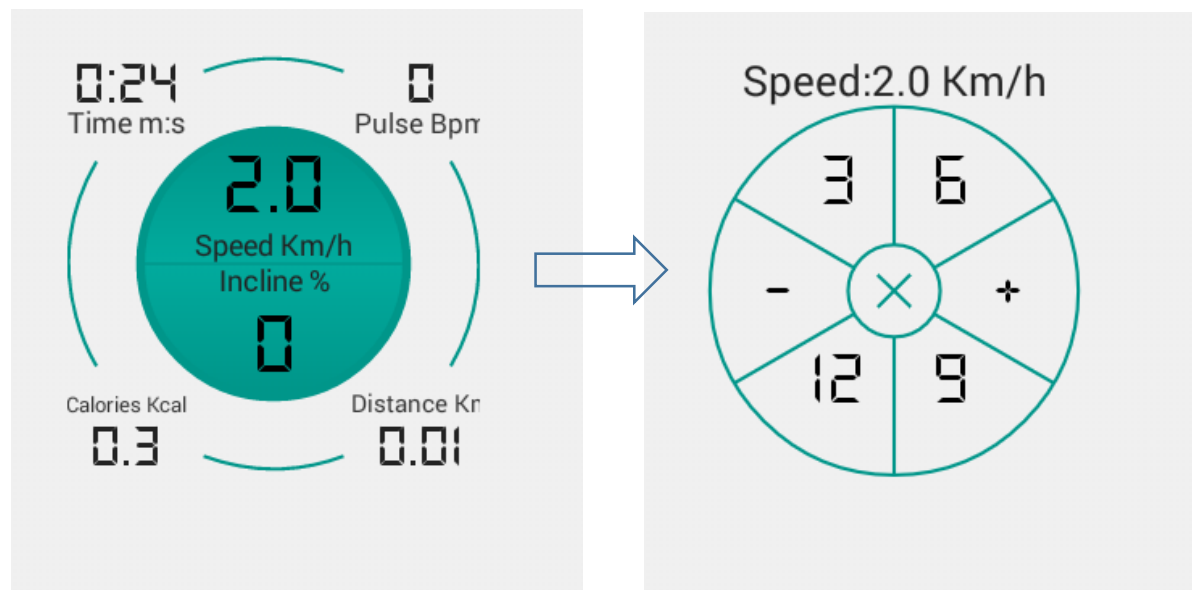 0:24
Time m:s
0
Pulse Bpm
2.0
Speed Km/h
Incline %
0
Calories Kcal
0.3
Distance Km
0.01
Speed:2.0 Km/h
3
6
-
+
12
9